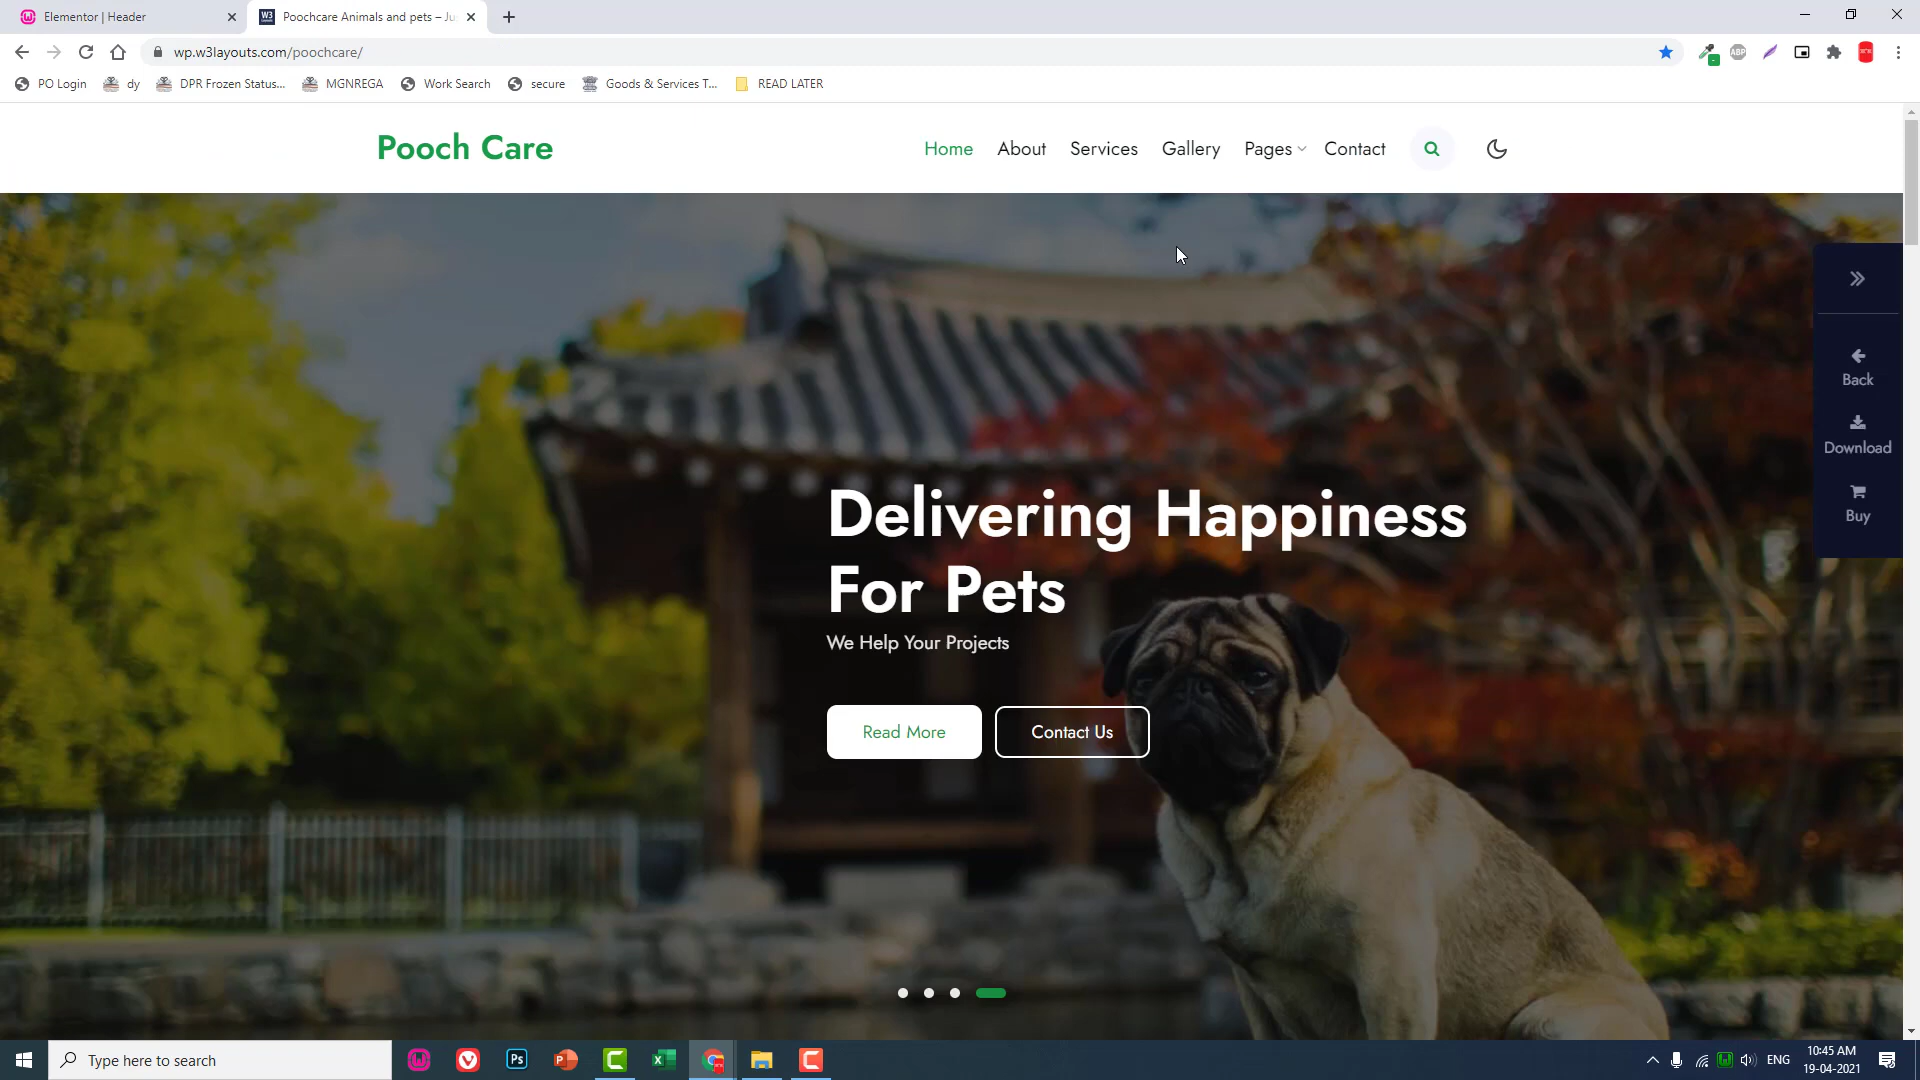 Elementor | Header
W3
Poochcare Animals and pets – Ju
wp.w3layouts.com/poochcare/
ABP
PO Login
dy
DPR Frozen Status...
MGNREGA
Work Search
secure
Goods & Services T...
READ LATER
Pooch Care
Home
About
Services
Gallery
Pages
Contact
Back
Download
Buy
Delivering Happiness
For Pets
We Help Your Projects
Read More
Contact Us
Type here to search
Ps
ENG
10:45 AM
19-04-2021